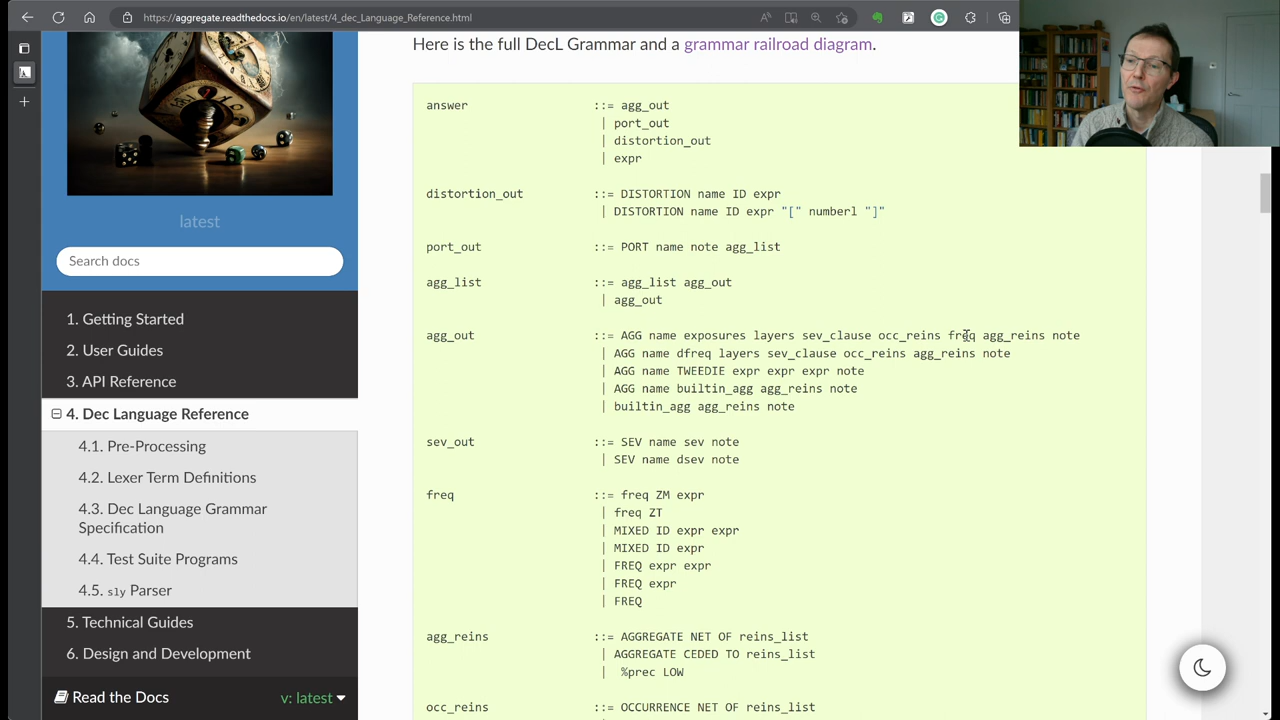 https://aggregate.readthedocs.io/en/latest/4_dec_Language_Reference.html
latest
Search docs
1. Getting Started
2. User Guides
3. API Reference
4. Dec Language Reference
4.1. Pre-Processing
4.2. Lexer Term Definitions
4.3. Dec Language Grammar
Specification
4.4. Test Suite Programs
4.5. sly Parser
5. Technical Guides
6. Design and Development
Read the Docs
v: latest
Here is the full DecL Grammar and a grammar railroad diagram.
answer ::= agg_out
| port_out
| distortion_out
| expr
distortion_out ::= DISTORTION name ID expr
| DISTORTION name ID expr "[" numberl "]"
port_out ::= PORT name note agg_list
agg_list ::= agg_list agg_out
| agg_out
agg_out ::= AGG name exposures layers sev_clause occ_reins freq agg_reins note
| AGG name dfreq layers sev_clause occ_reins agg_reins note
| AGG name TWEEDIE expr expr expr note
| AGG name builtin_agg agg_reins note
| builtin_agg agg_reins note
sev_out ::= SEV name sev note
| SEV name dsev note
freq ::= freq ZM expr
| freq ZT
| MIXED ID expr expr
| MIXED ID expr
| FREQ expr expr
| FREQ expr
| FREQ
agg_reins ::= AGGREGATE NET OF reins_list
| AGGREGATE CEDED TO reins_list
| %prec LOW
occ_reins ::= OCCURRENCE NET OF reins_list